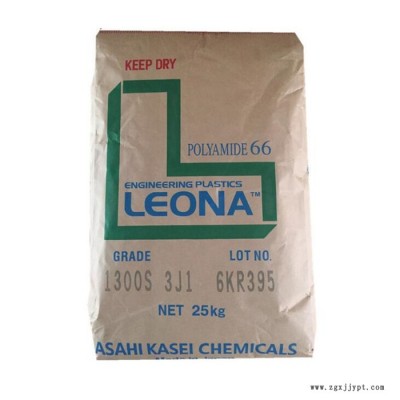 KEEP DRY
POLYAMIDE 66
ENGINEERING PLASTICS
LEONA™
GRADE LOT NO.
1300S 3J1 6KR395
NET 25kg
ASAHI KASEI CHEMICALS
www.zgxjjypt.com